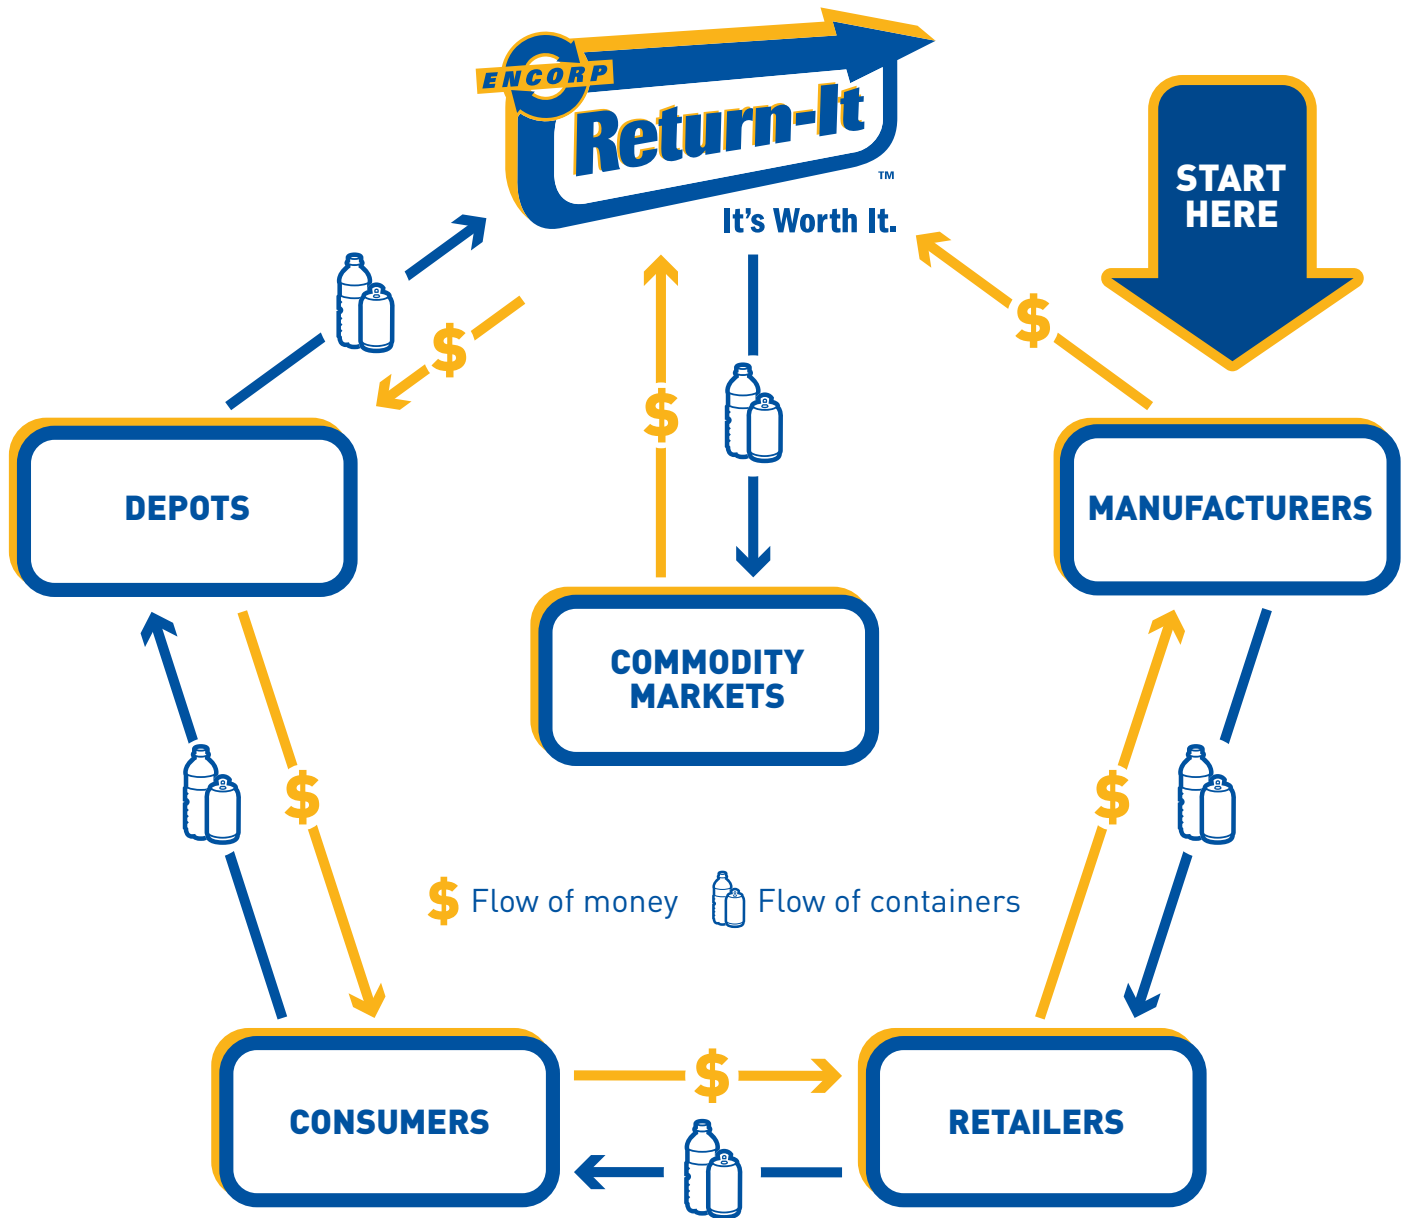 ENCORP
Return-It
TM
It's Worth It.
START
HERE
$
$
$
$
DEPOTS
MANUFACTURERS
COMMODITY
MARKETS
$
$
$ Flow of money
Flow of containers
$
CONSUMERS
RETAILERS